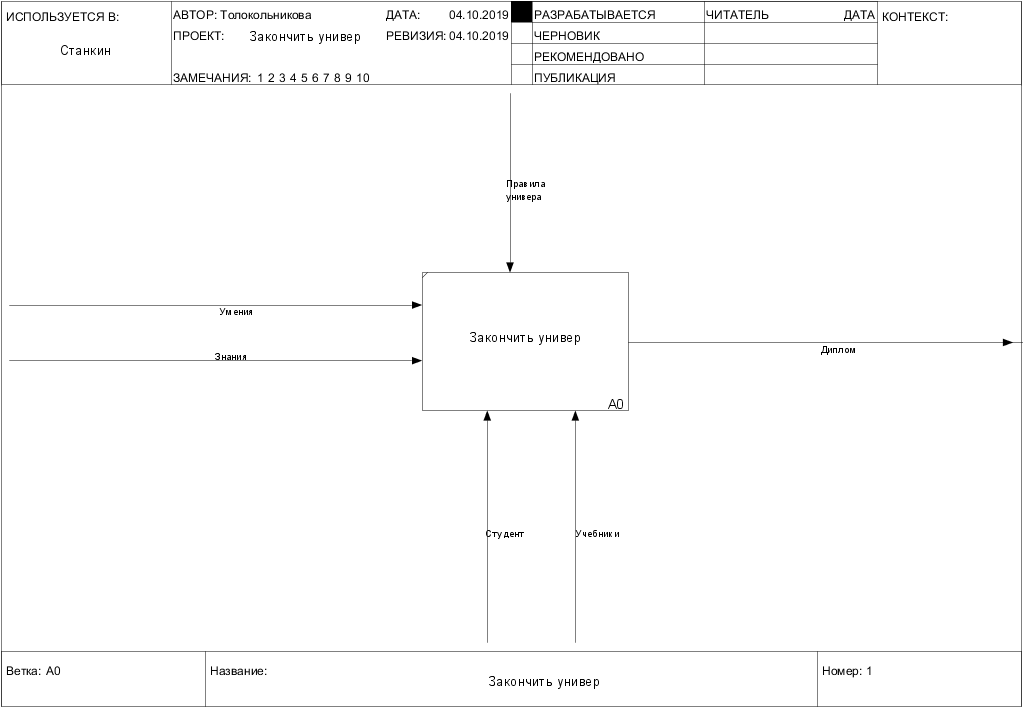 ИСПОЛЬЗУЕТСЯ В:
Станкин
АВТОР: Толокольникова
ДАТА: 04.10.2019
ПРОЕКТ: Закончить универ
РЕВИЗИЯ: 04.10.2019
ЗАМЕЧАНИЯ: 1 2 3 4 5 6 7 8 9 10
РАЗРАБАТЫВАЕТСЯ
ЧЕРНОВИК
РЕКОМЕНДОВАНО
ПУБЛИКАЦИЯ
ЧИТАТЕЛЬ ДАТА
КОНТЕКСТ:
Правила
универа
Умения
Знания
Закончить универ
A0
Диплом
Студент
Учебники
Ветка: A0
Название:
Закончить универ
Номер: 1